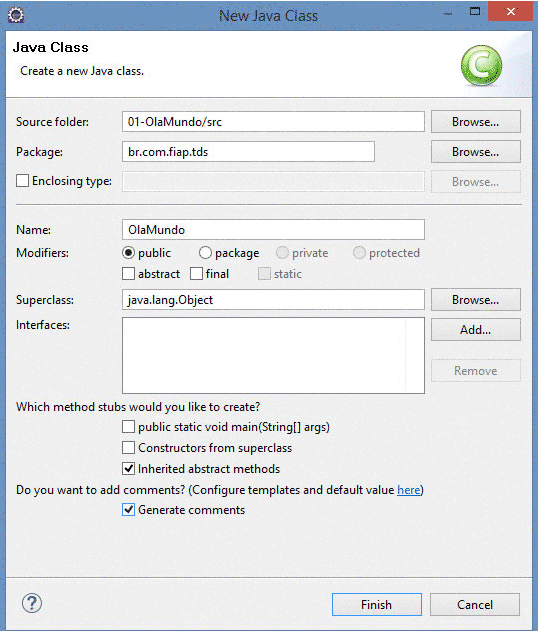 New Java Class
Java Class
Create a new Java class.
Source folder: 01-OlaMundo/src Browse...
Package: br.com.fiap.tds Browse...
Enclosing type: Browse...
Name: OlaMundo
Modifiers: public package private protected
abstract final static
Superclass: java.lang.Object Browse...
Interfaces: Add...
Remove
Which method stubs would you like to create?
public static void main(String[] args)
Constructors from superclass
Inherited abstract methods
Do you want to add comments? (Configure templates and default value here)
Generate comments
? Finish Cancel